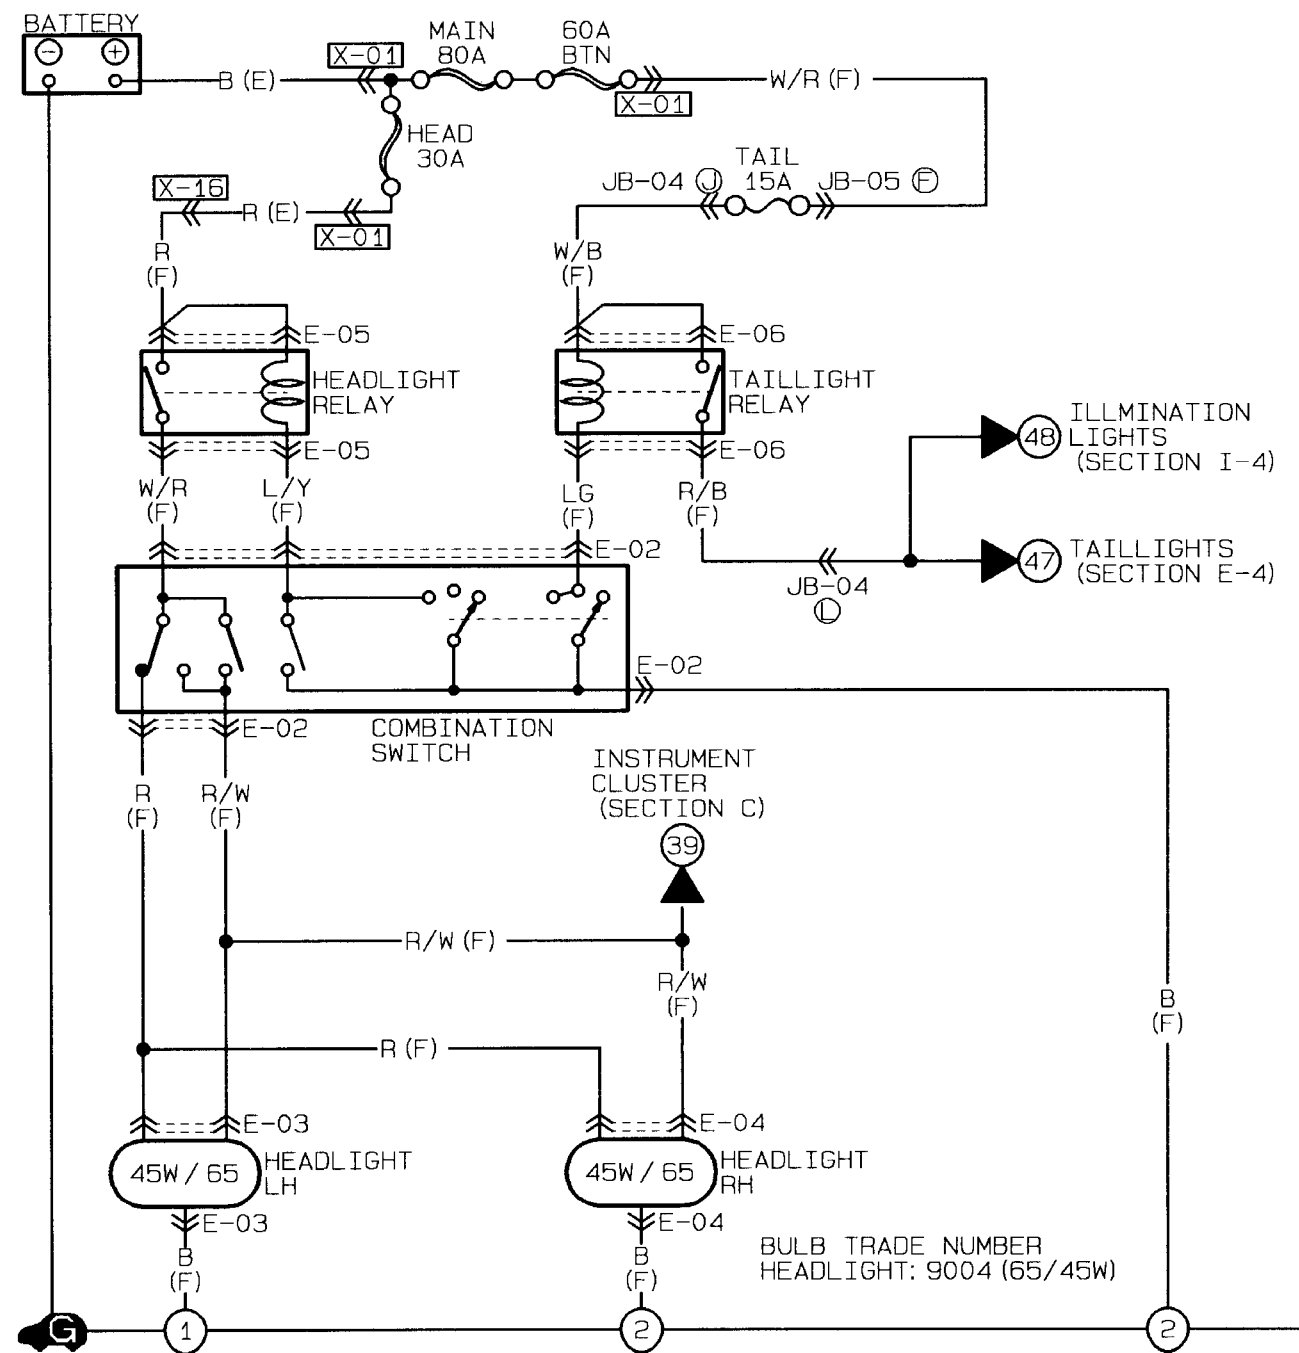 BATTERY
− +
B (E)
X-01
MAIN
80A
60A
BTN
X-01
W/R (F)
HEAD
30A
X-16
R (E)
X-01
JB-04 J
TAIL
15A
JB-05 F
R
(F)
W/B
(F)
E-05
E-06
HEADLIGHT
RELAY
TAILLIGHT
RELAY
E-05
E-06
48
ILLMINATION
LIGHTS
(SECTION I-4)
W/R
(F)
L/Y
(F)
LG
(F)
R/B
(F)
E-02
JB-04
L
47
TAILLIGHTS
(SECTION E-4)
E-02
E-02
COMBINATION
SWITCH
R
(F)
R/W
(F)
INSTRUMENT
CLUSTER
(SECTION C)
39
R/W (F)
R/W
(F)
B
(F)
R (F)
E-03
E-04
45W / 65
HEADLIGHT
LH
45W / 65
HEADLIGHT
RH
E-03
E-04
B
(F)
B
(F)
BULB TRADE NUMBER
HEADLIGHT: 9004 (65/45W)
G
1
2
2